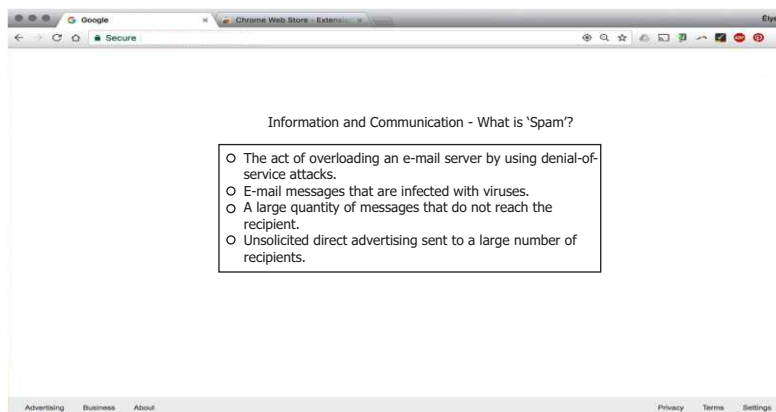 Google
Chrome Web Store - Extensi
Secure
Information and Communication - What is ‘Spam’?
The act of overloading an e-mail server by using denial-of-
service attacks.
E-mail messages that are infected with viruses.
A large quantity of messages that do not reach the
recipient.
Unsolicited direct advertising sent to a large number of
recipients.
Advertising Business About Privacy Terms Settings